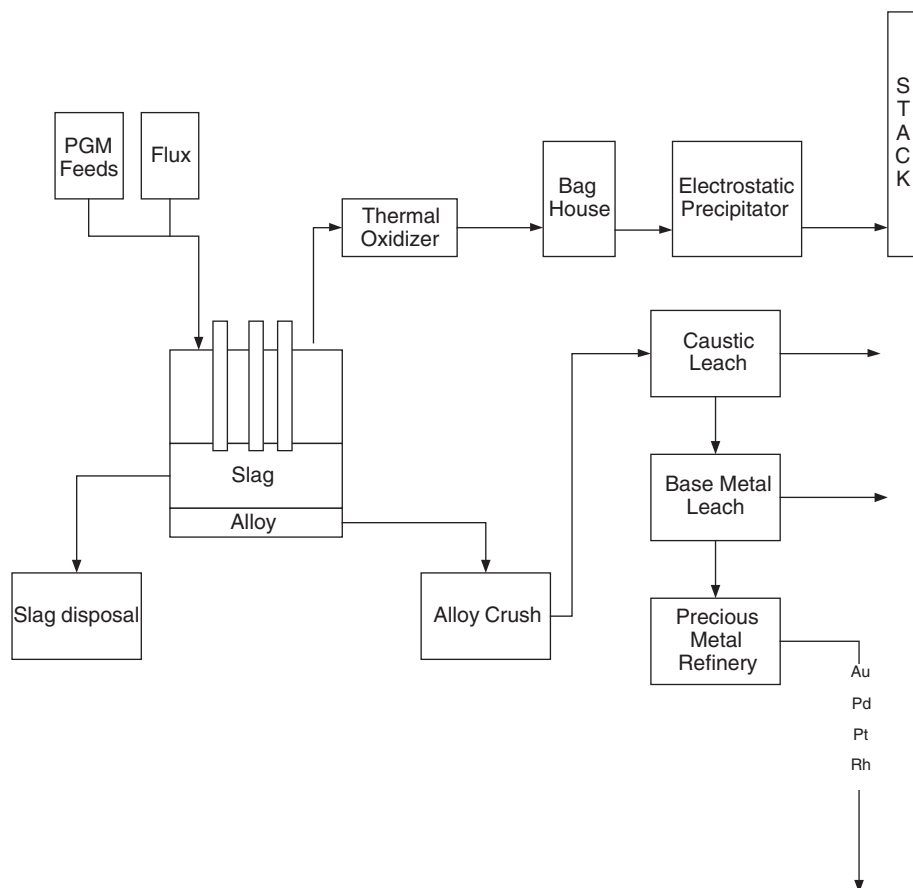 PGM
Feeds
Flux
Thermal
Oxidizer
Bag
House
Electrostatic
Precipitator
S
T
A
C
K
Slag
Alloy
Slag disposal
Alloy Crush
Caustic
Leach
Base Metal
Leach
Precious
Metal
Refinery
Au
Pd
Pt
Rh